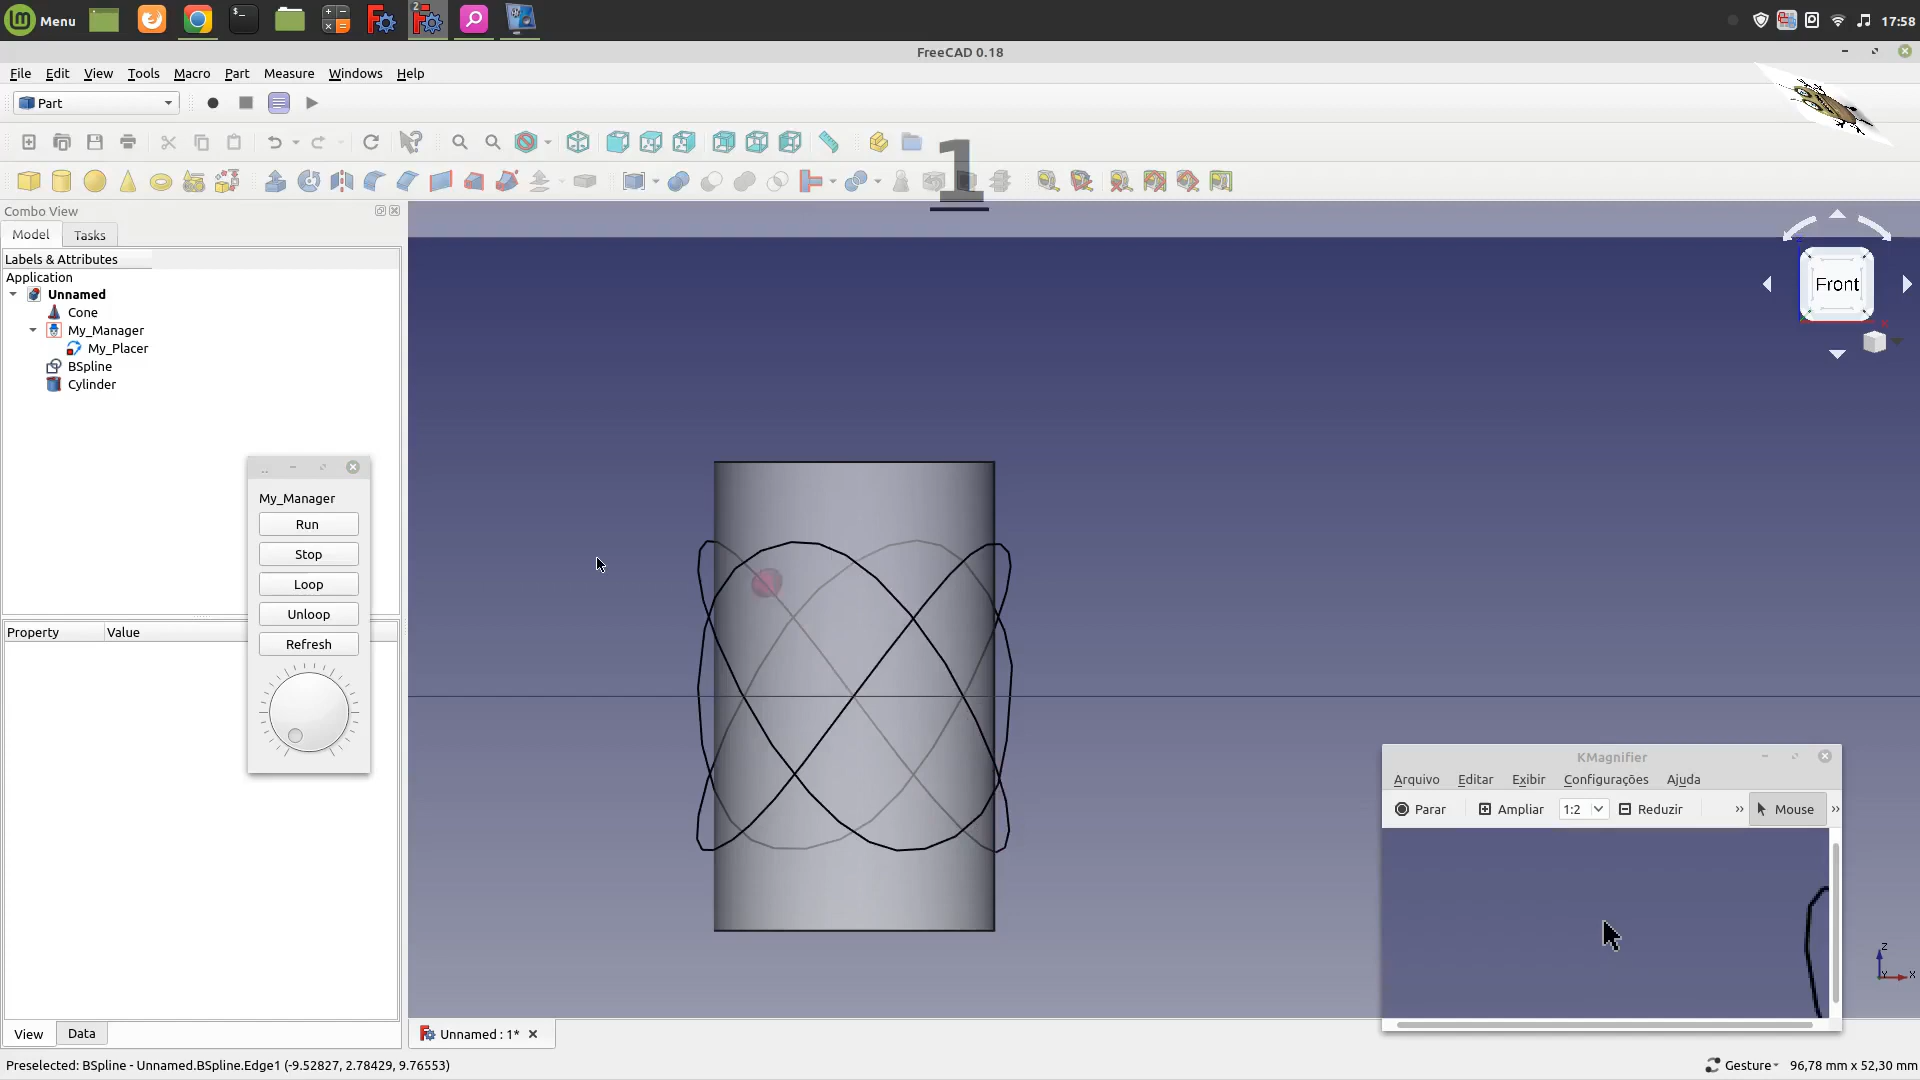 Menu
17:58
FreeCAD 0.18
File Edit View Tools Macro Part Measure Windows Help
Part
1
Combo View
Model Tasks
Labels & Attributes
Application
Unnamed
Cone
My_Manager
My_Placer
BSpline
Cylinder
My_Manager
Run
Stop
Loop
Unloop
Refresh
Property Value
Front
KMagnifier
Arquivo Editar Exibir Configurações Ajuda
Parar Ampliar 1:2 Reduzir Mouse
Z
Y X
View Data
Unnamed : 1*
Preselected: BSpline - Unnamed.BSpline.Edge1 (-9.52827, 2.78429, 9.76553)
Gesture 96,78 mm x 52,30 mm